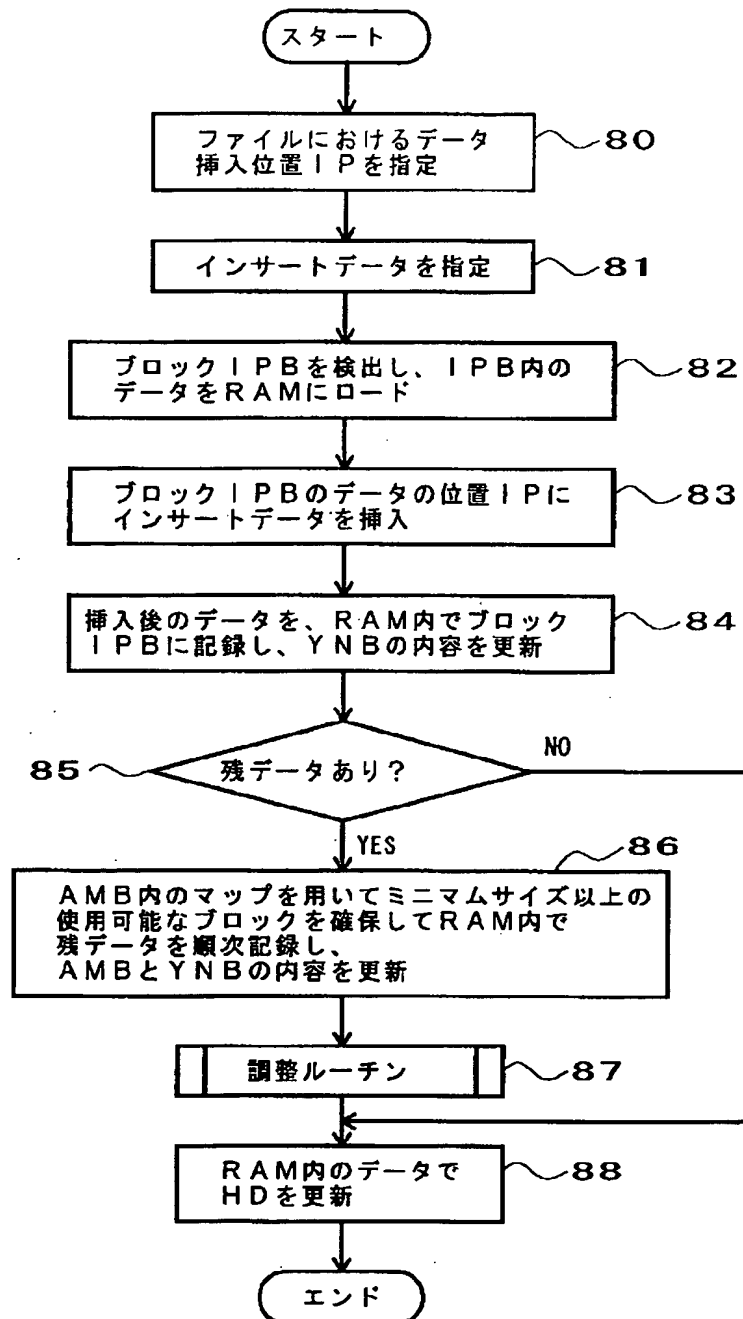 スタート
ファイルにおけるデータ
挿入位置IPを指定
80
インサートデータを指定
81
ブロックIPBを検出し、IPB内の
データをRAMにロード
82
ブロックIPBのデータの位置IPに
インサートデータを挿入
83
挿入後のデータを、RAM内でブロック
IPBに記録し、YNBの内容を更新
84
85
残データあり?
NO
YES
86
AMB内のマップを用いてミニマムサイズ以上の
使用可能なブロックを確保してRAM内で
残データを順次記録し、
AMBとYNBの内容を更新
調整ルーチン
87
RAM内のデータで
HDを更新
88
エンド